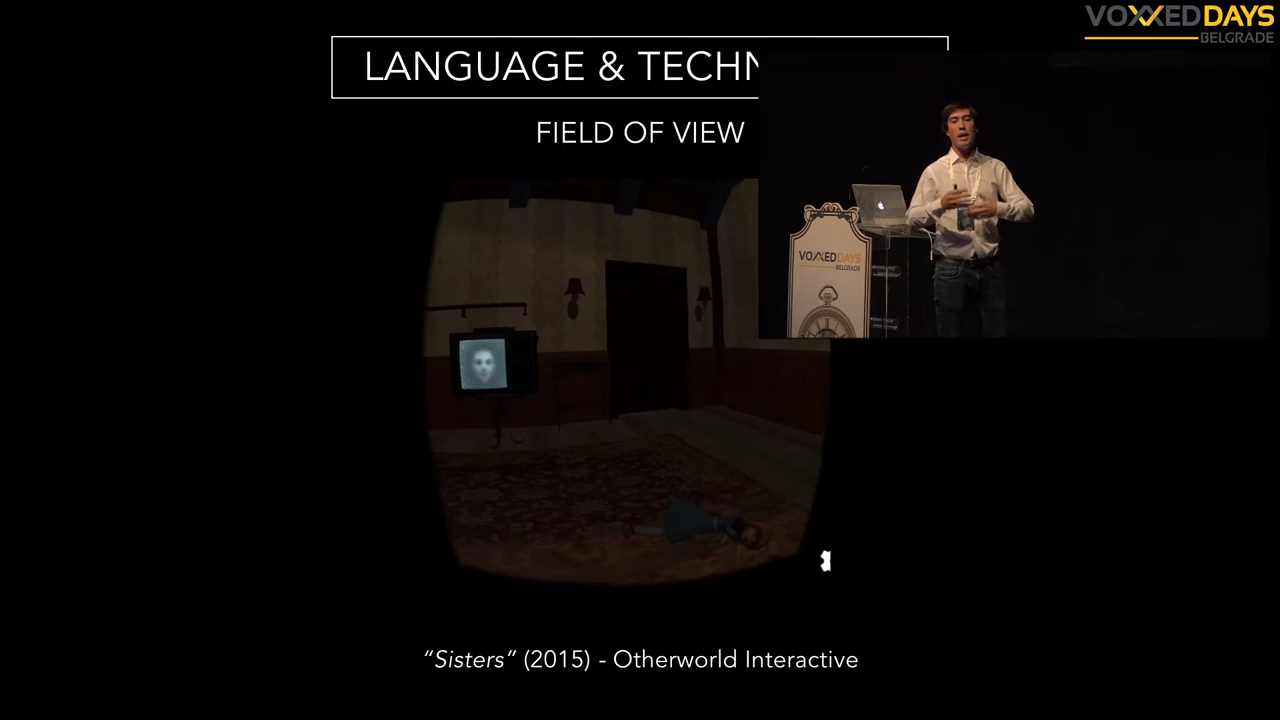 VOXXEDDAYS
BELGRADE
LANGUAGE & TECHN
FIELD OF VIEW
VOXXEDDAYS
BELGRADE
"Sisters" (2015) - Otherworld Interactive